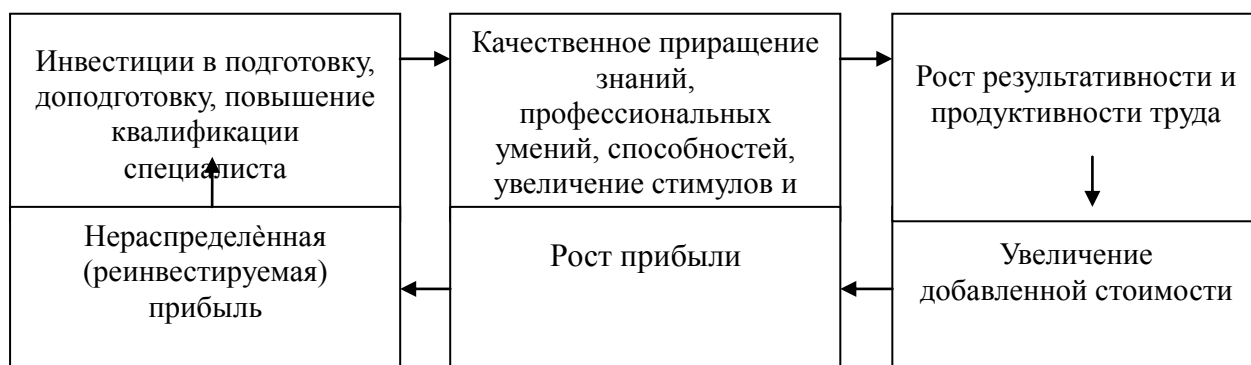 Инвестиции в подготовку,
доподготовку, повышение
квалификации
специалиста
Качественное приращение
знаний,
профессиональных
умений, способностей,
увеличение стимулов и
Рост результативности и
продуктивности труда
Нераспределѐнная
(реинвестируемая)
прибыль
Рост прибыли
Увеличение
добавленной стоимости